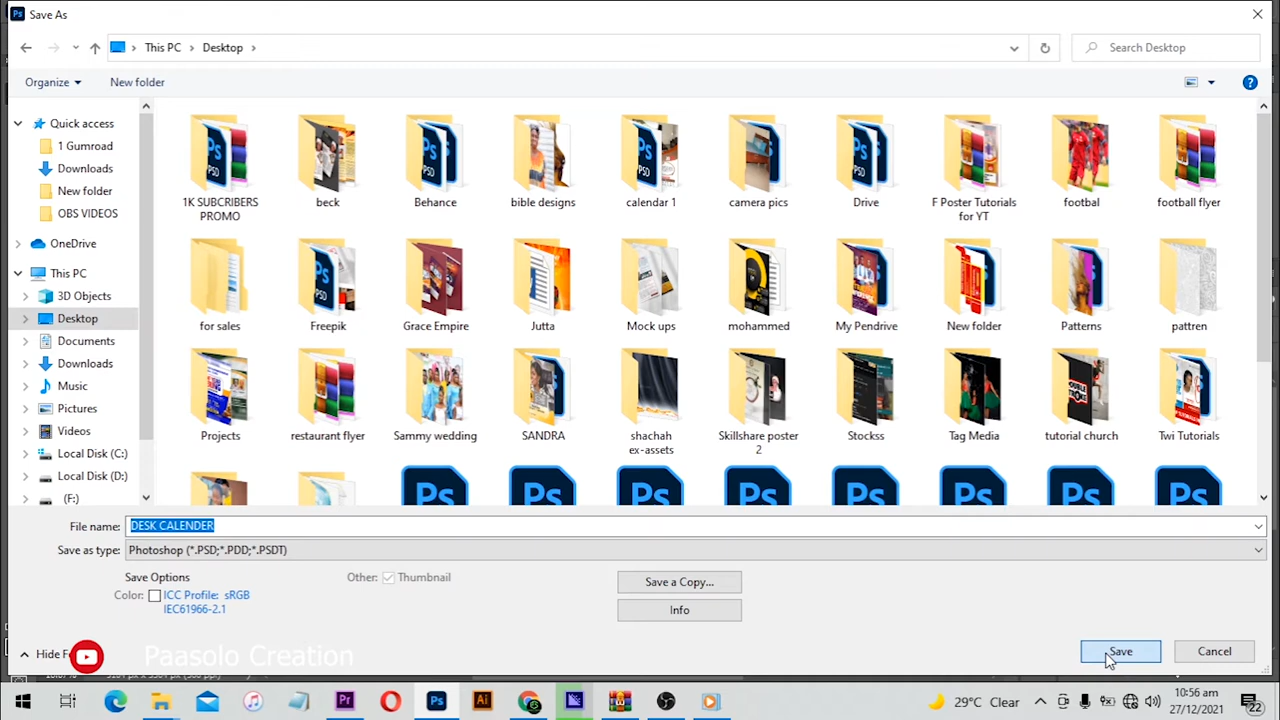 Save As
This PC
Desktop
Search Desktop
Organize
New folder
Quick access
1 Gumroad
Downloads
New folder
OBS VIDEOS
OneDrive
This PC
3D Objects
Desktop
Documents
Downloads
Music
Pictures
Videos
Local Disk (C:)
Local Disk (D:)
(F:)
1K SUBCRIBERS
PROMO
beck
Behance
bible designs
calendar 1
camera pics
Drive
F Poster Tutorials
for YT
footbal
football flyer
for sales
Freepik
Grace Empire
Jutta
Mock ups
mohammed
My Pendrive
New folder
Patterns
pattren
Projects
restaurant flyer
Sammy wedding
SANDRA
shachah
ex-assets
Skillshare poster
2
Stockss
Tag Media
tutorial church
Twi Tutorials
File name: DESK CALENDER
Save as type: Photoshop (*.PSD;*.PDD;*.PSDT)
Save Options
Color: ICC Profile: sRGB
IEC61966-2.1
Other: Thumbnail
Save a Copy...
Info
Hide F
Paasolo Creation
Save
Cancel
29°C Clear
10:56 am
27/12/2021
22